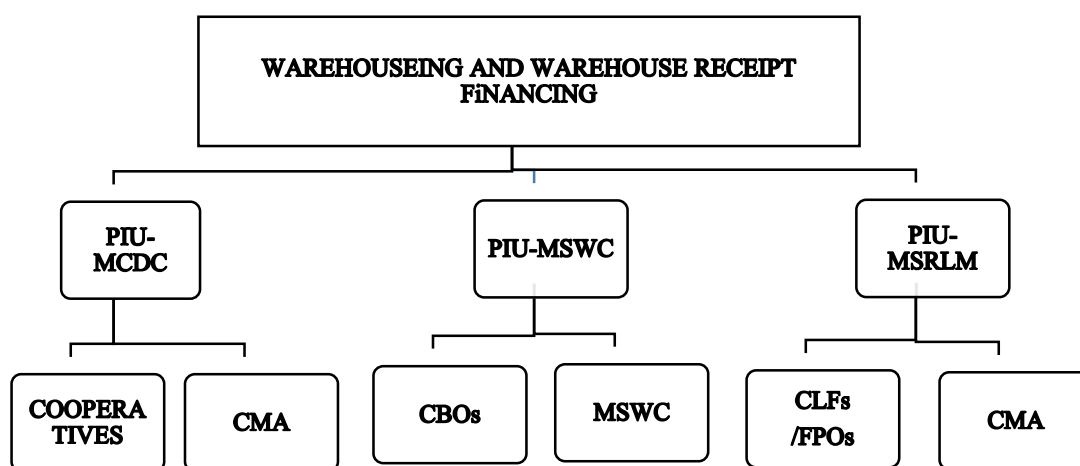 WAREHOUSEING AND WAREHOUSE RECEIPT
FiNANCING
PIU-
MCDC
PIU-MSWC
PIU-
MSRLM
COOPERA
TIVES
CMA
CBOs
MSWC
CLFs
/FPOs
CMA